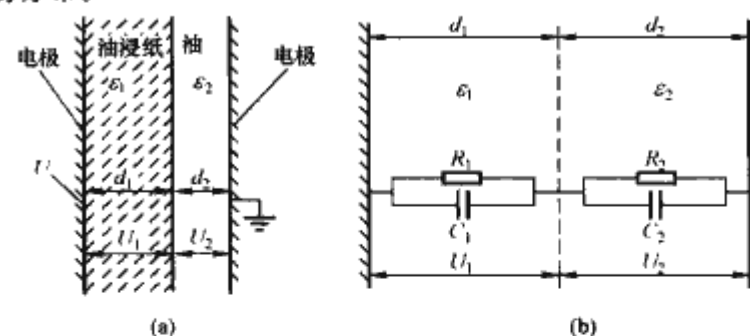 油浸纸 油
电极
电极
ε₁ ε₂
U
d₁ d₂
U₁ U₂
(a)
d₁ d₂
ε₁ ε₂
R₁ R₂
C₁ C₂
U₁ U₂
(b)